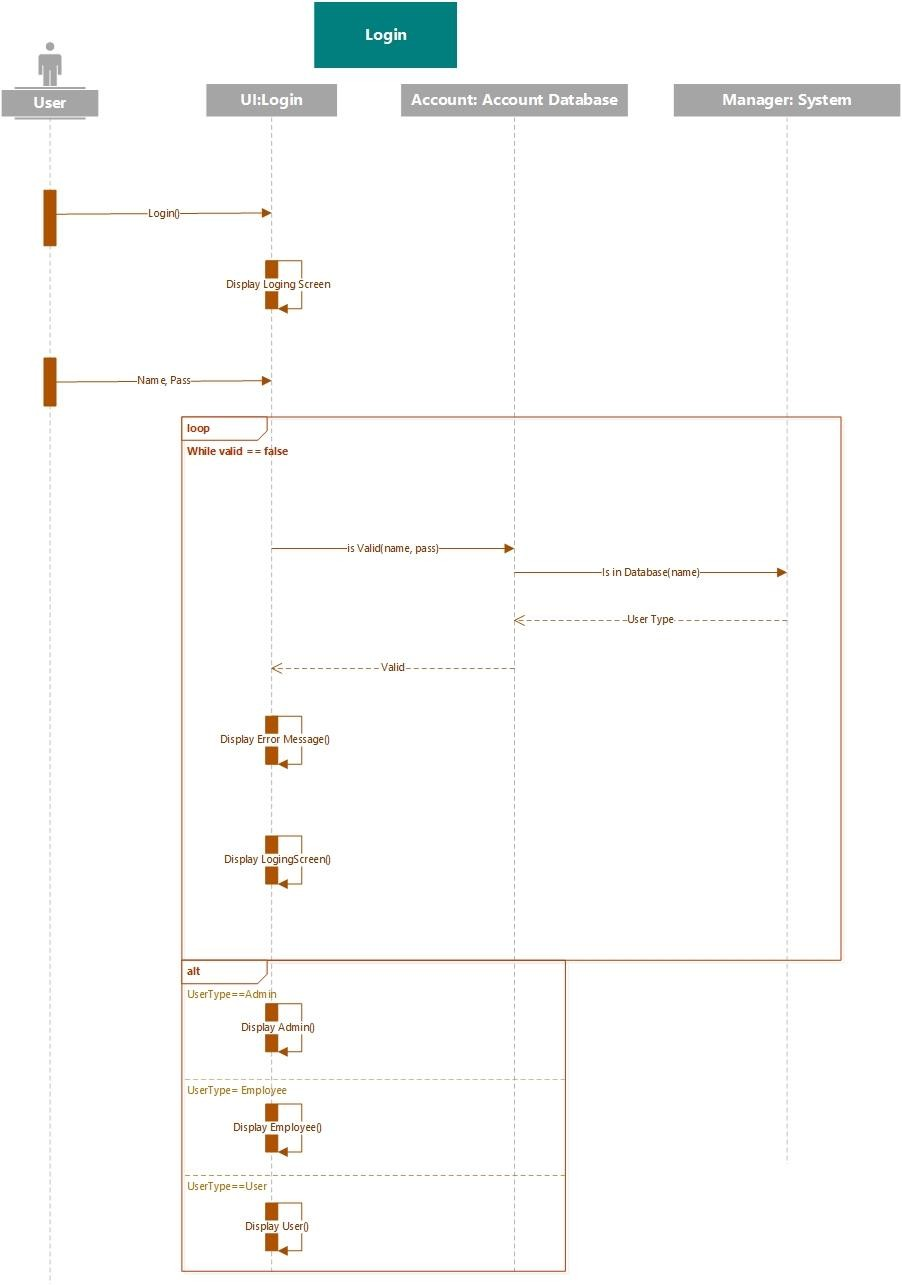 Login
User
UI:Login
Account: Account Database
Manager: System
Login()
Display Loging Screen
Name, Pass
loop
While valid == false
is Valid(name, pass)
Is in Database(name)
User Type
Valid
Display Error Message()
Display LogingScreen()
alt
UserType==Admin
Display Admin()
UserType= Employee
Display Employee()
UserType==User
Display User()